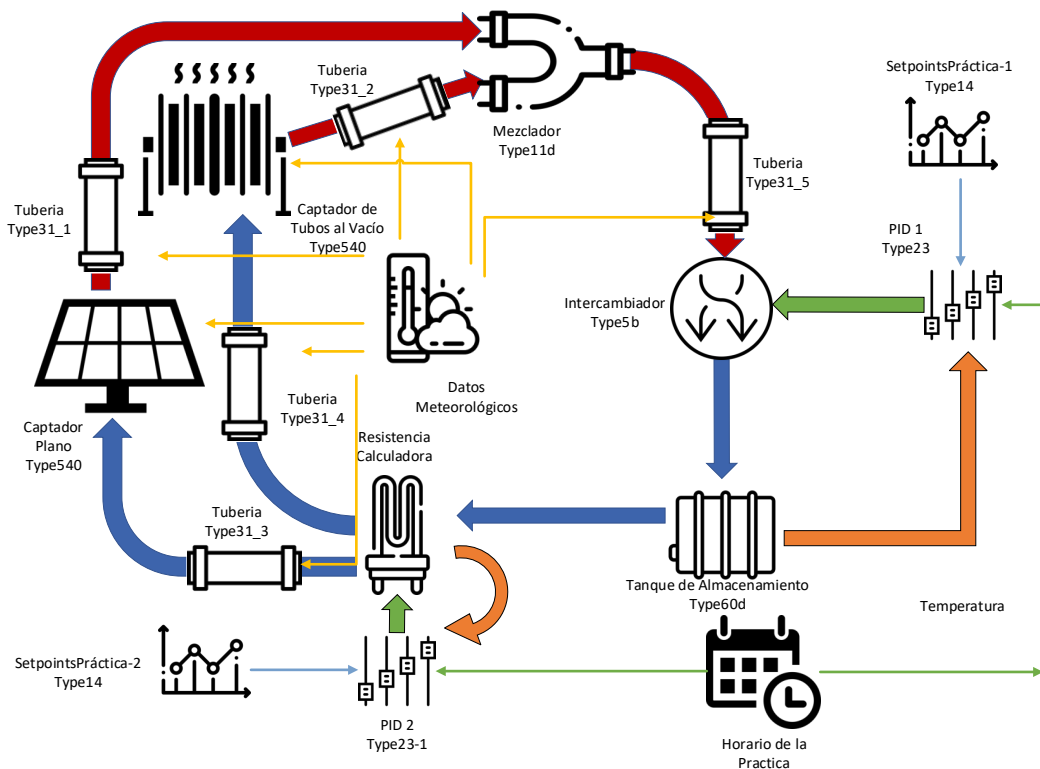 Tuberia
Type31_2
SetpointsPráctica-1
Type14
Mezclador
Type11d
Tuberia
Type31_5
Tuberia
Type31_1
Captador de
Tubos al Vacío
Type540
PID 1
Type23
Intercambiador
Type5b
Datos
Meteorológicos
Tuberia
Type31_4
Captador
Plano
Type540
Resistencia
Calculadora
Tuberia
Type31_3
Tanque de Almacenamiento
Type60d
Temperatura
SetpointsPráctica-2
Type14
PID 2
Type23-1
Horario de la
Practica